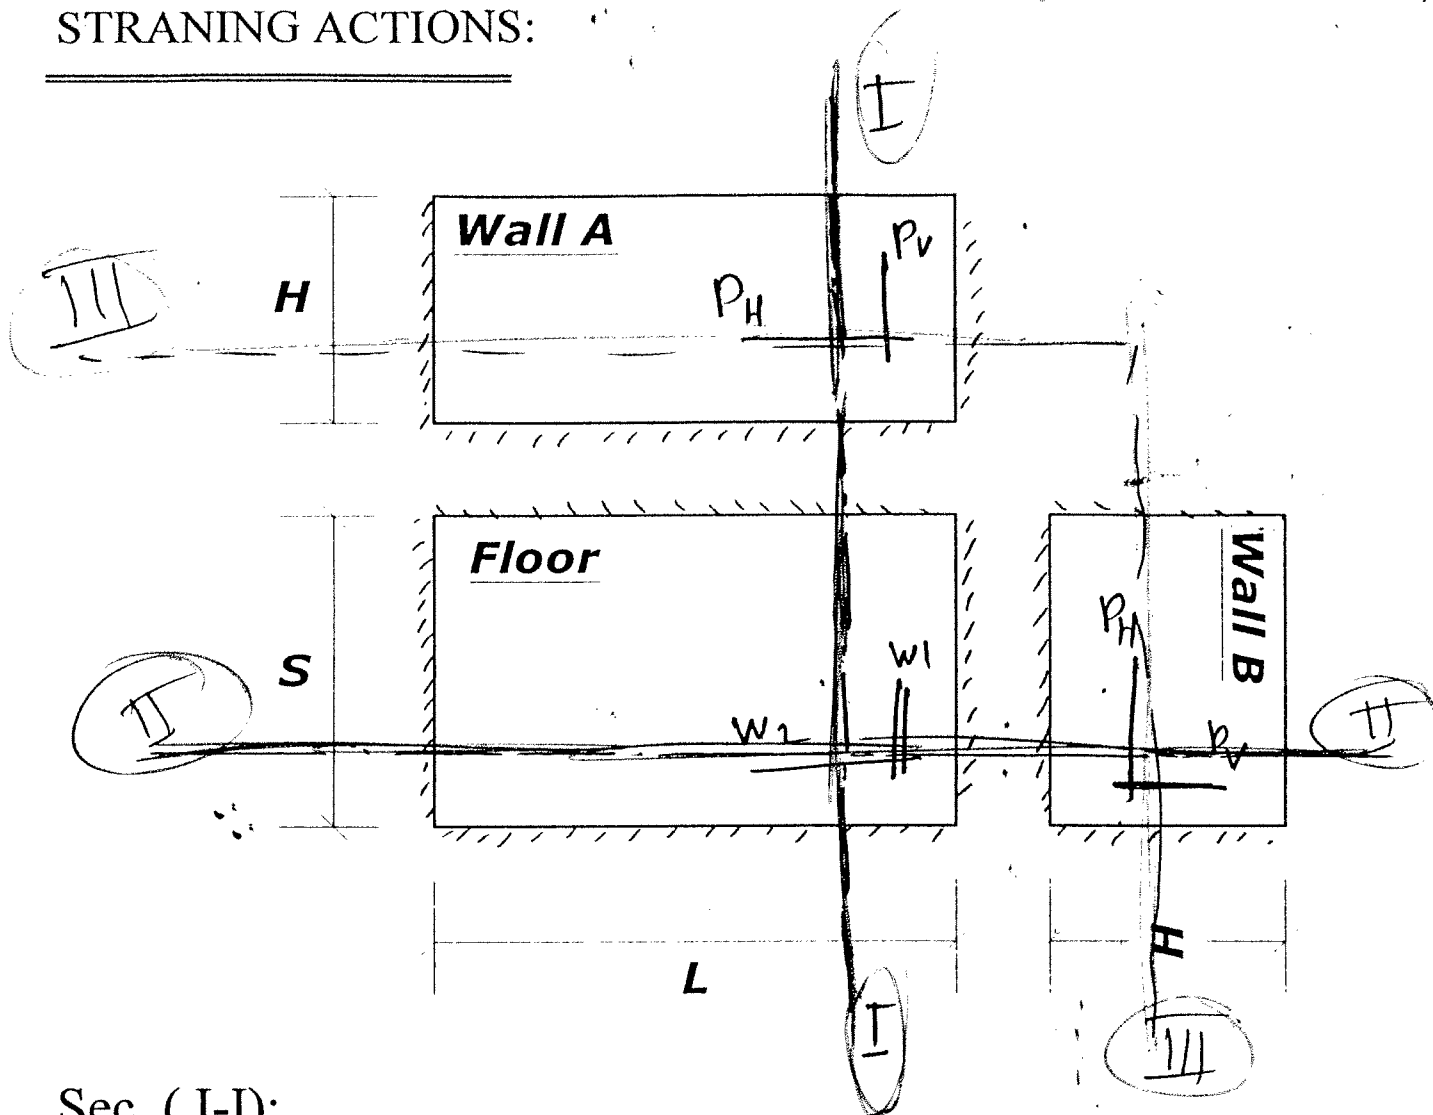 STRANING ACTIONS:
I
Wall A
PV
III
H
PH
Floor
Wall B
PH
S
W1
II
W2
II
PV
H
L
I
III
Sec. ( I-I):